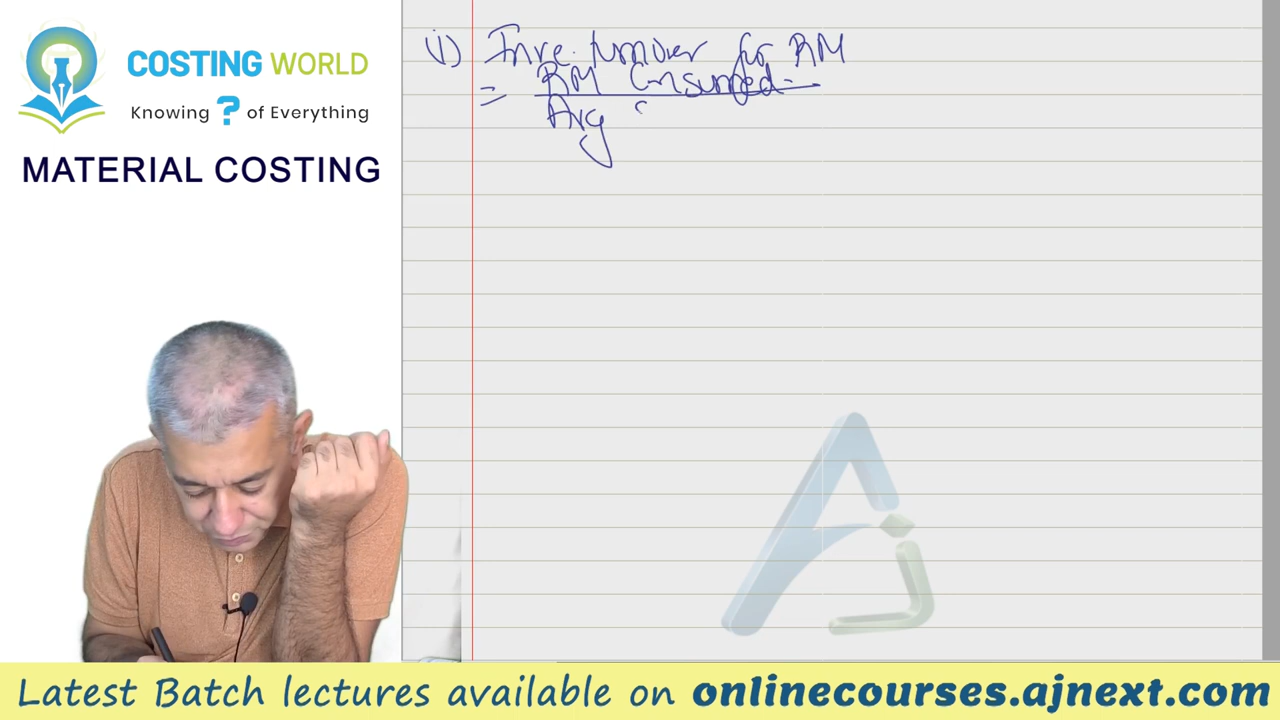 COSTING WORLD
Knowing ? of Everything
MATERIAL COSTING
(i) Inve. turnover for RM
= RM Consumed
Avg
Latest Batch lectures available on onlinecourses.ajnext.com